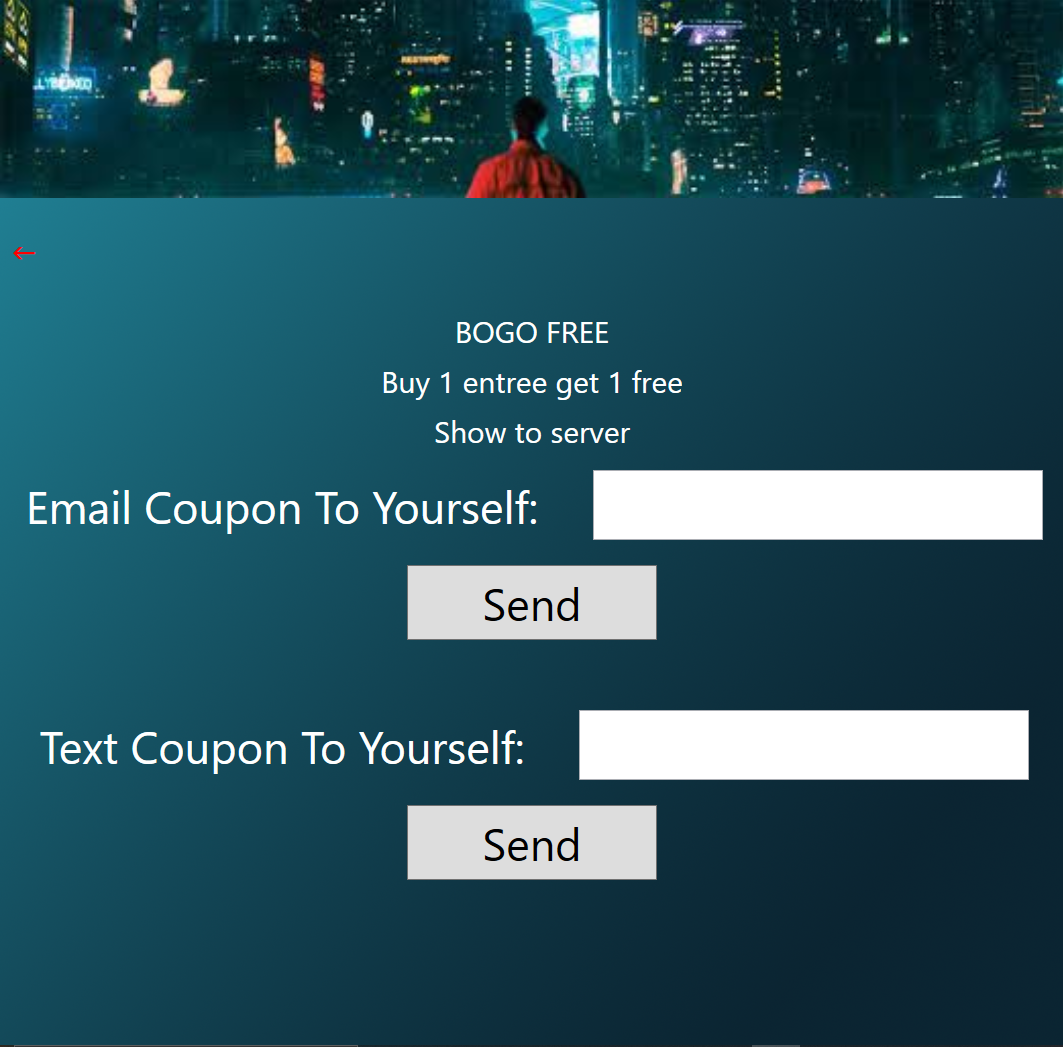 ←
BOGO FREE
Buy 1 entree get 1 free
Show to server
Email Coupon To Yourself:
Send
Text Coupon To Yourself:
Send